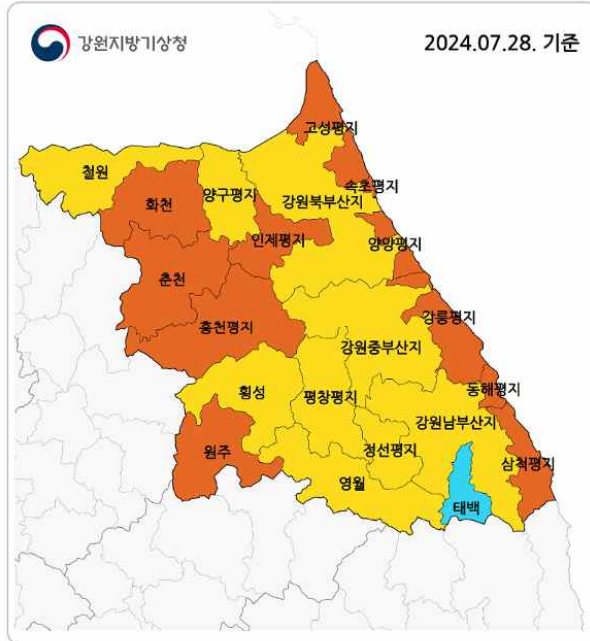 강원지방기상청
2024.07.28. 기준
고성평지
철원
속초평지
양구평지
화천
강원북부산지
인제평지
양양평지
춘천
강릉평지
홍천평지
강원중부산지
동해평지
횡성
평창평지
강원남부산지
원주
정선평지
삼척평지
영월
태백